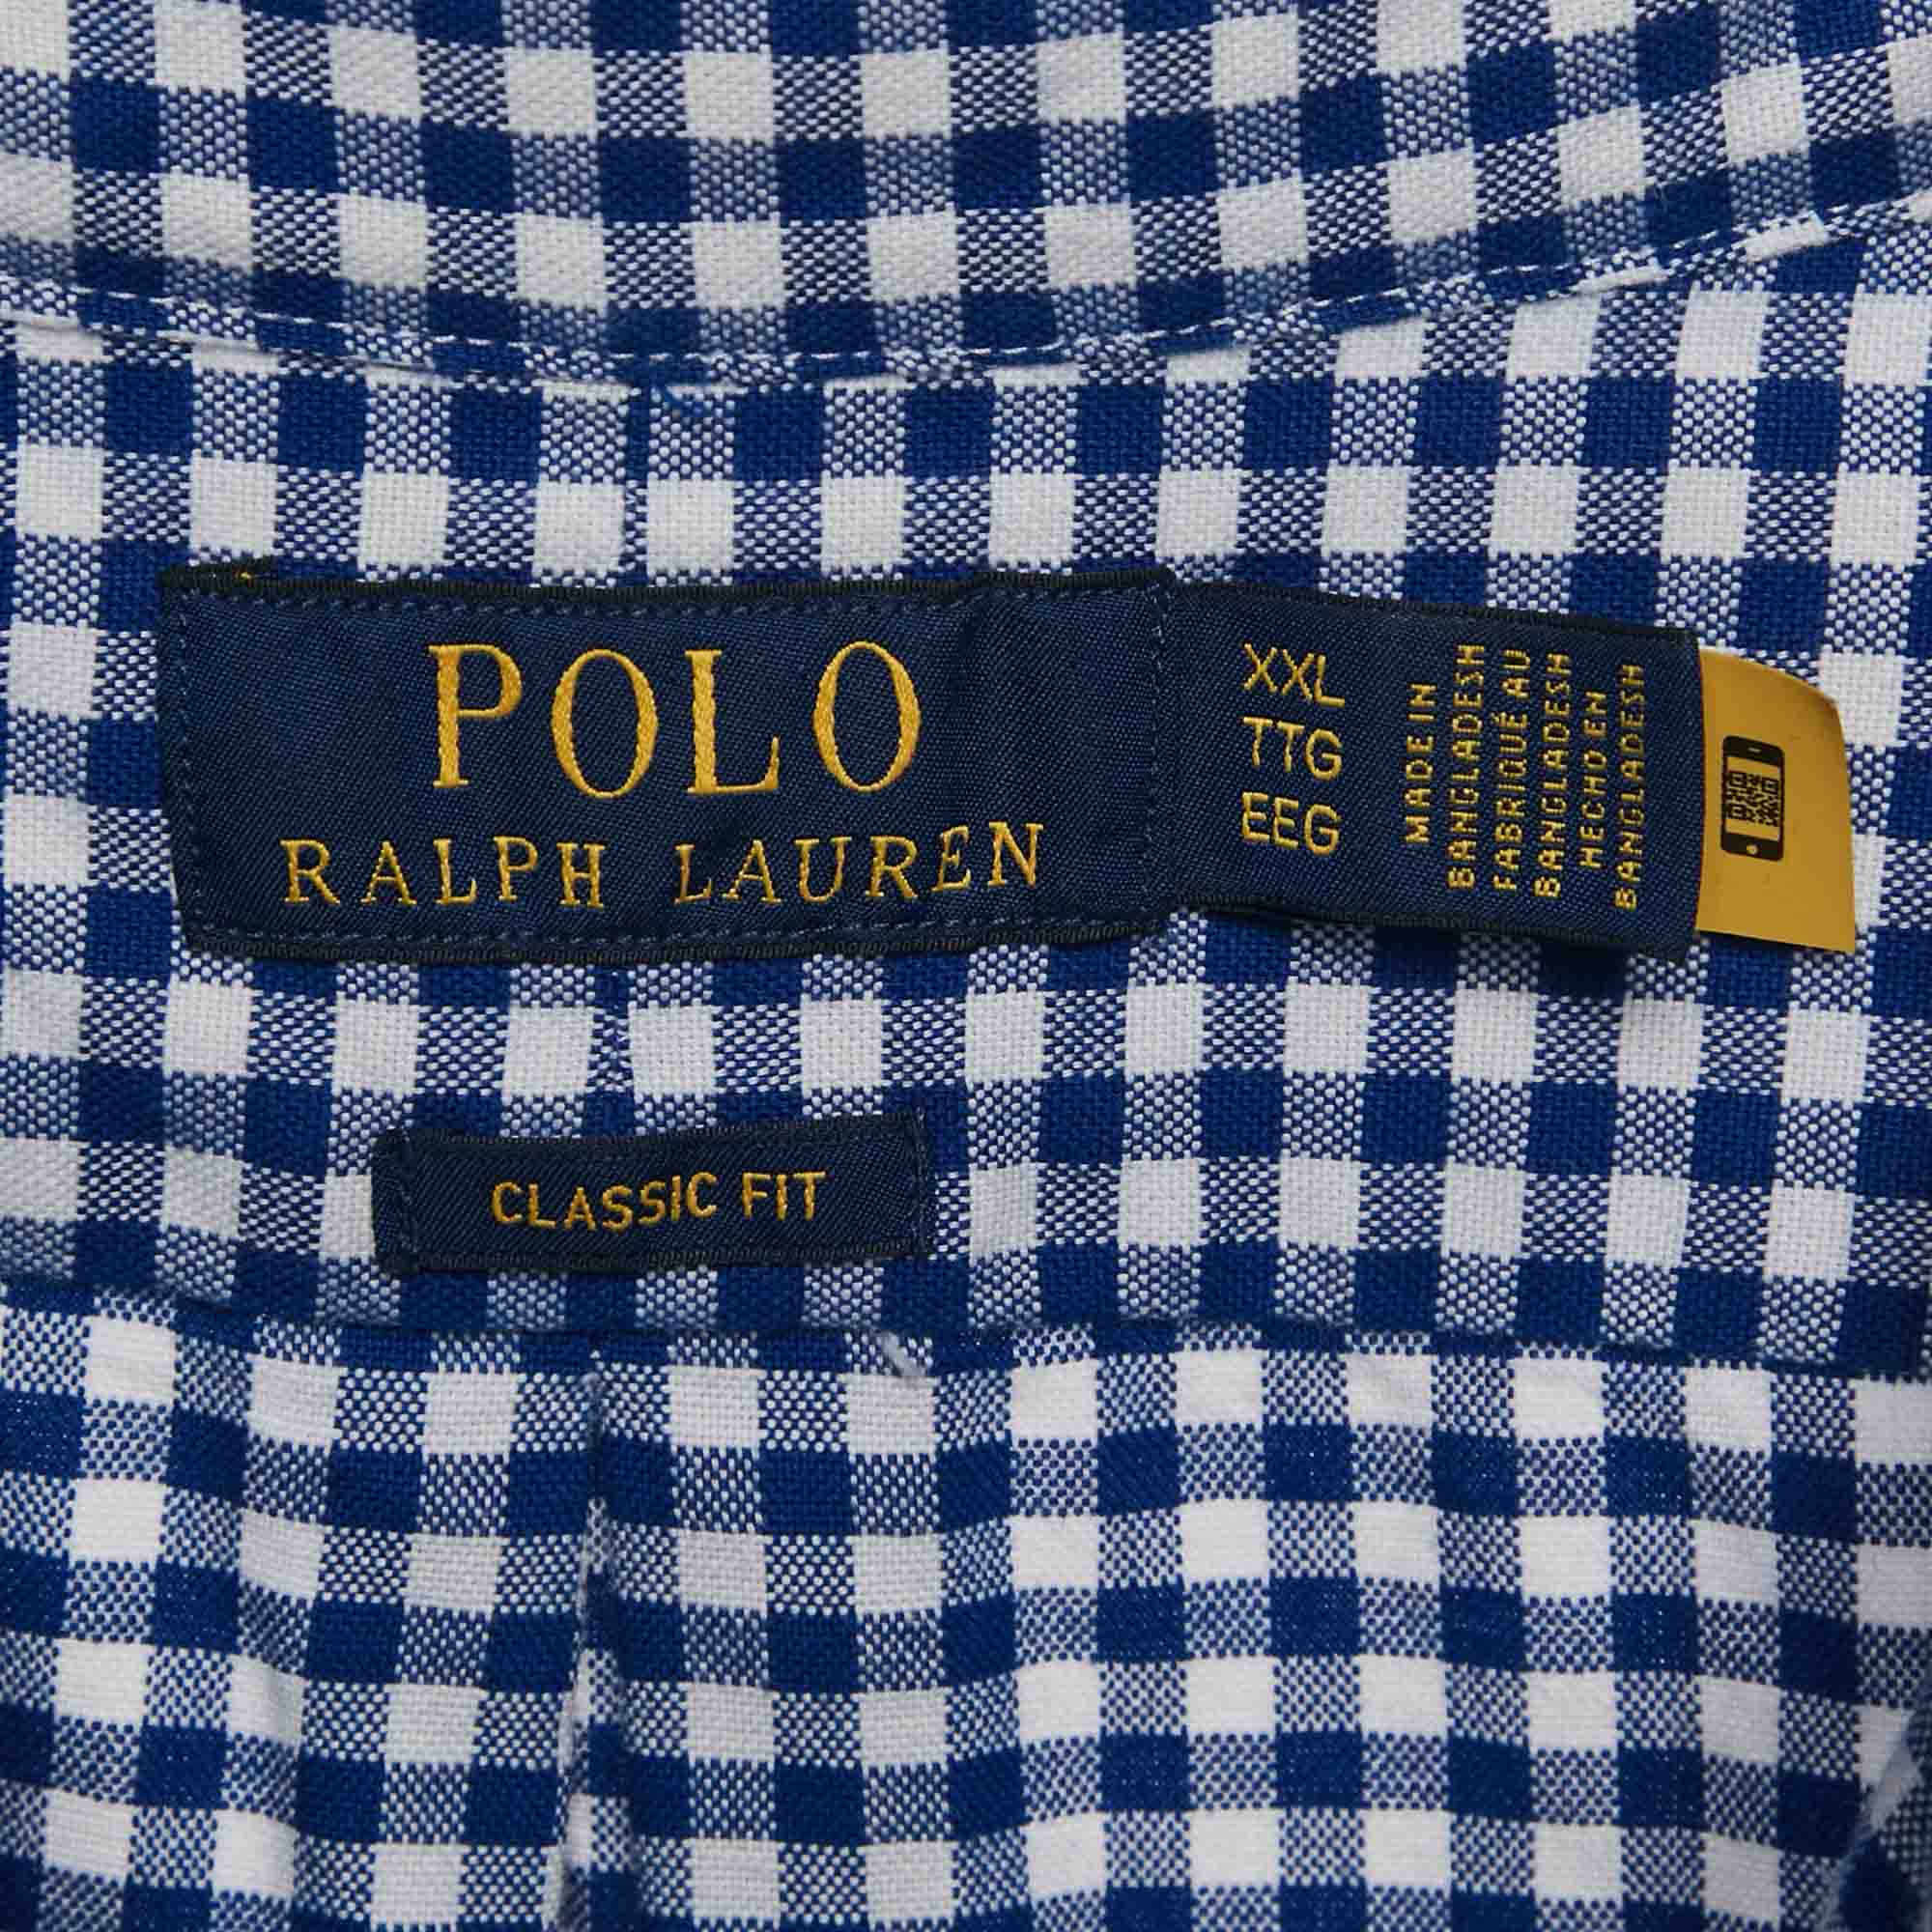 POLO
RALPH LAUREN
XXL
TTG
EEG
MADE IN
BANGLADESH
FABRIQUÉ AU
BANGLADESH
HECHO EN
BANGLADESH
CLASSIC FIT